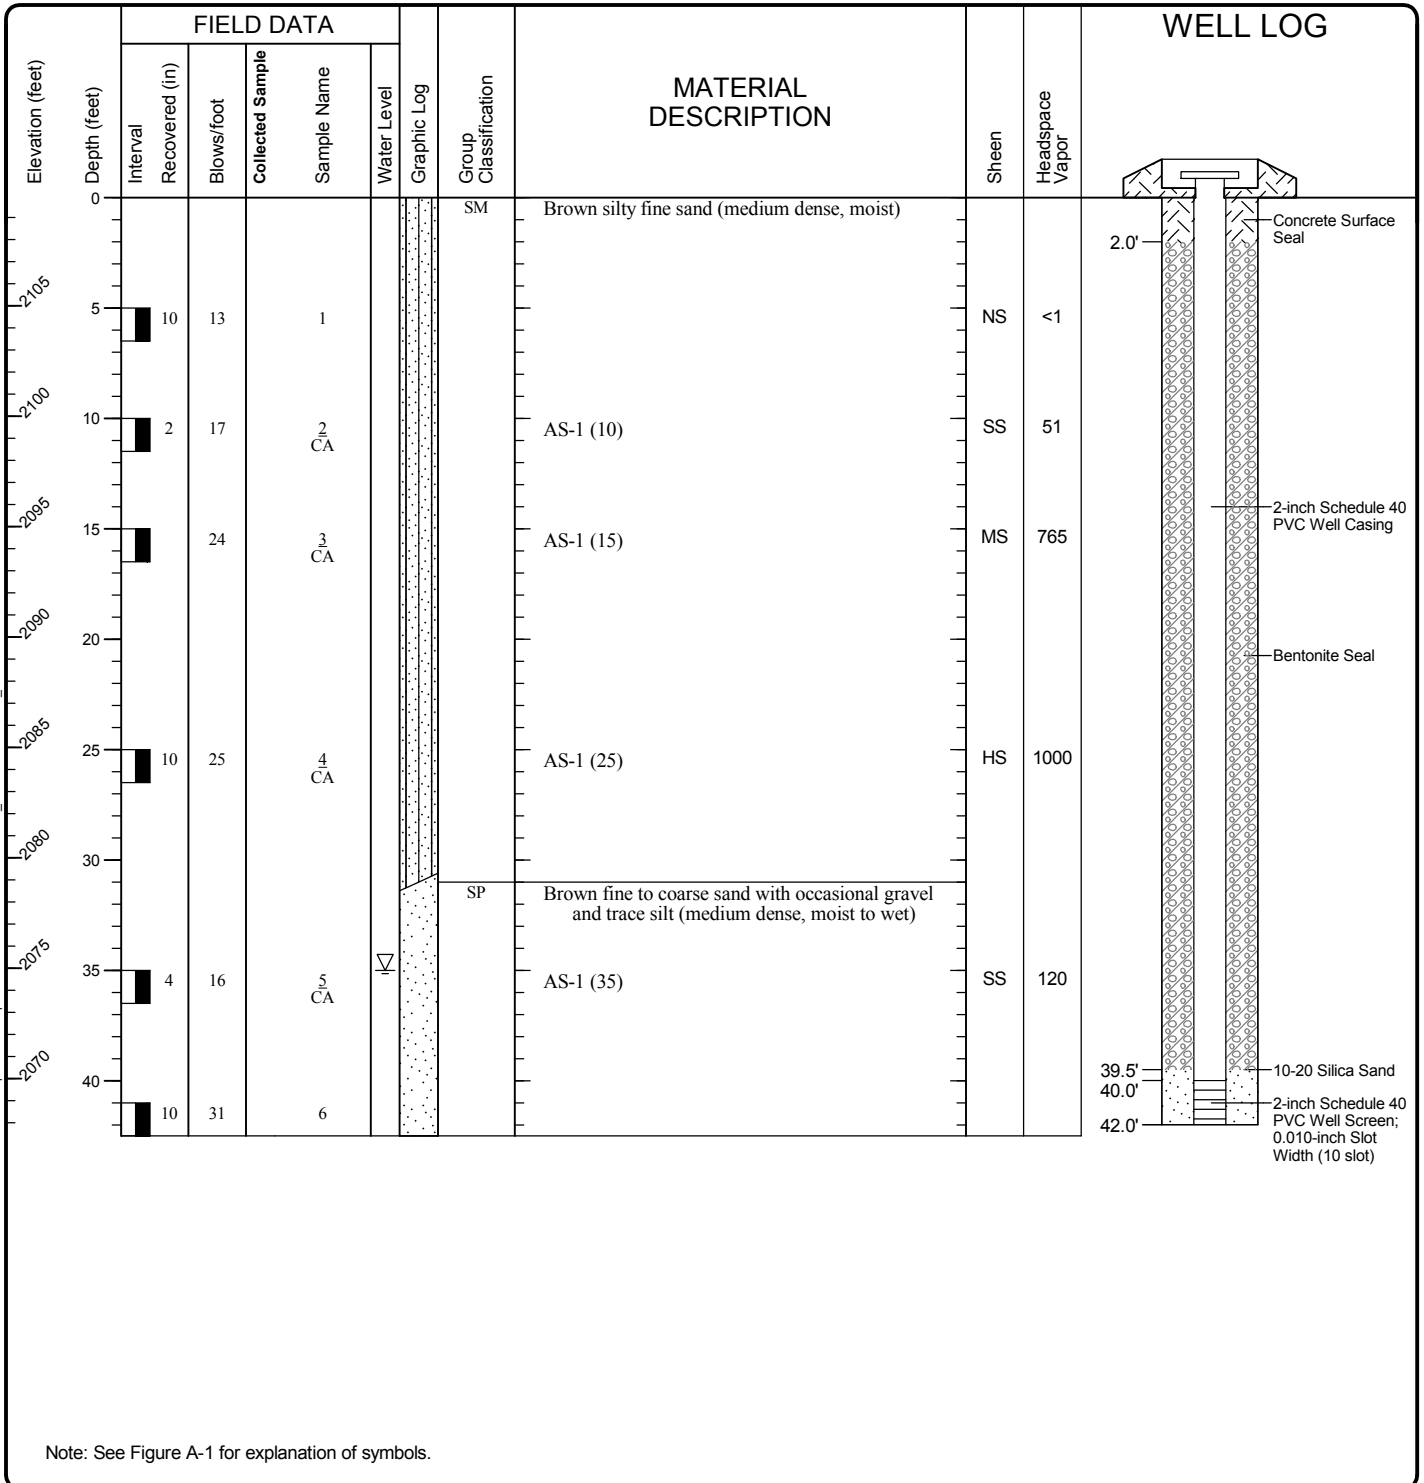 FIELD DATA
WELL LOG
Elevation (feet)
Depth (feet)
Interval
Recovered (in)
Blows/foot
Collected Sample
Sample Name
Water Level
Graphic Log
Group
Classification
MATERIAL
DESCRIPTION
Sheen
Headspace
Vapor
0
SM
Brown silty fine sand (medium dense, moist)
Concrete Surface
Seal
2.0'
2105
5
10
13
1
NS
<1
2100
10
2
17
2
CA
AS-1 (10)
SS
51
2095
2-inch Schedule 40
PVC Well Casing
15
24
3
CA
AS-1 (15)
MS
765
2090
20
Bentonite Seal
2085
25
10
25
4
CA
AS-1 (25)
HS
1000
2080
30
SP
Brown fine to coarse sand with occasional gravel
and trace silt (medium dense, moist to wet)
2075
35
4
16
5
CA
AS-1 (35)
SS
120
2070
39.5'
10-20 Silica Sand
40
40.0'
10
31
6
42.0'
2-inch Schedule 40
PVC Well Screen;
0.010-inch Slot
Width (10 slot)
Note: See Figure A-1 for explanation of symbols.